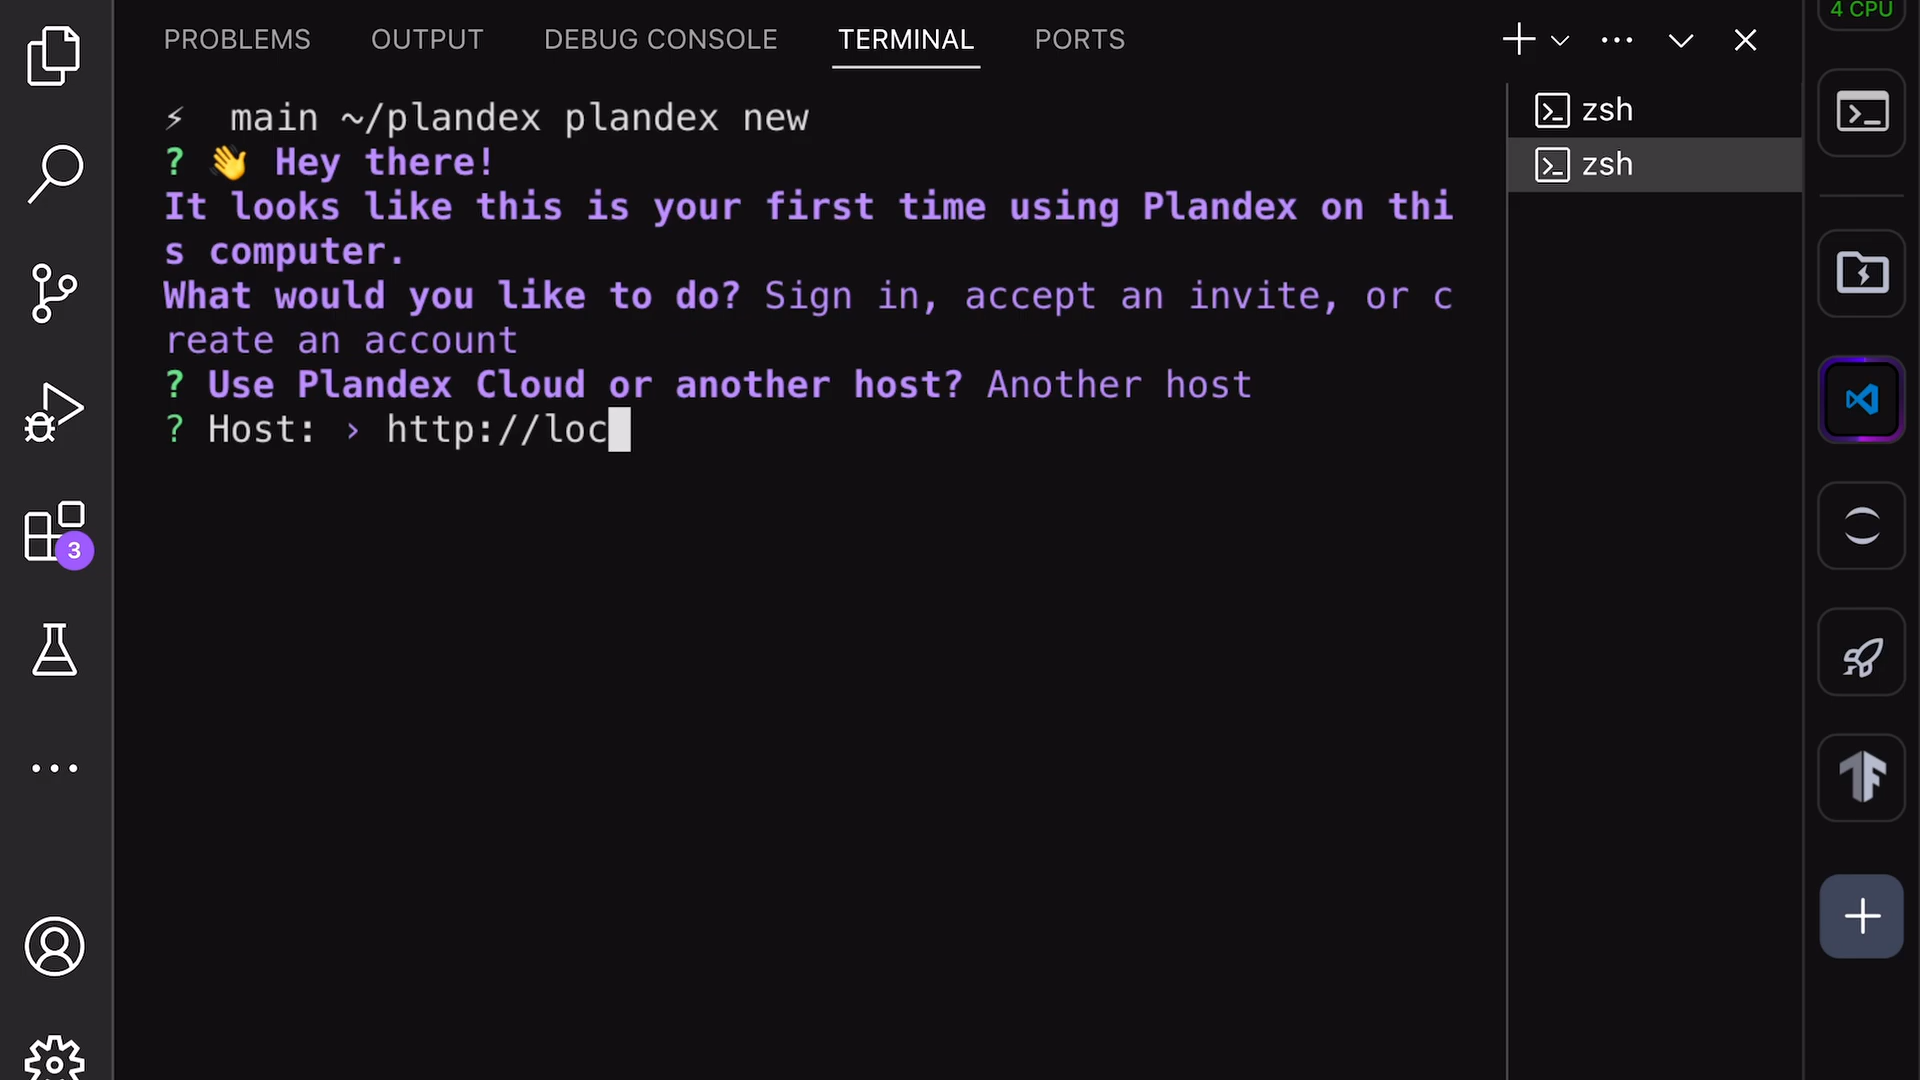 PROBLEMS OUTPUT DEBUG CONSOLE TERMINAL PORTS
4 CPU
⚡ main ~/plandex plandex new
? 👋 Hey there!
It looks like this is your first time using Plandex on thi
s computer.
What would you like to do? Sign in, accept an invite, or c
reate an account
? Use Plandex Cloud or another host? Another host
? Host: › http://loc
zsh
zsh
3